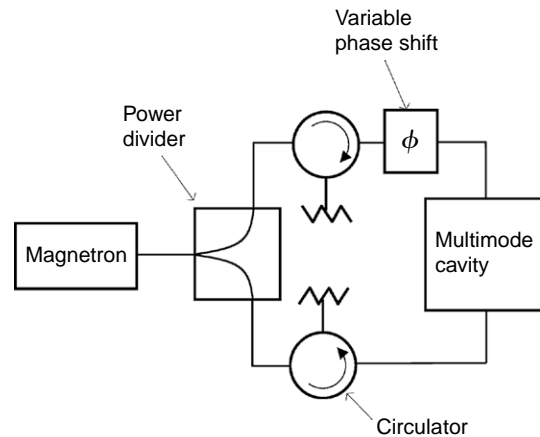 Variable
phase shift
Power
divider
ϕ
Magnetron
Multimode
cavity
Circulator